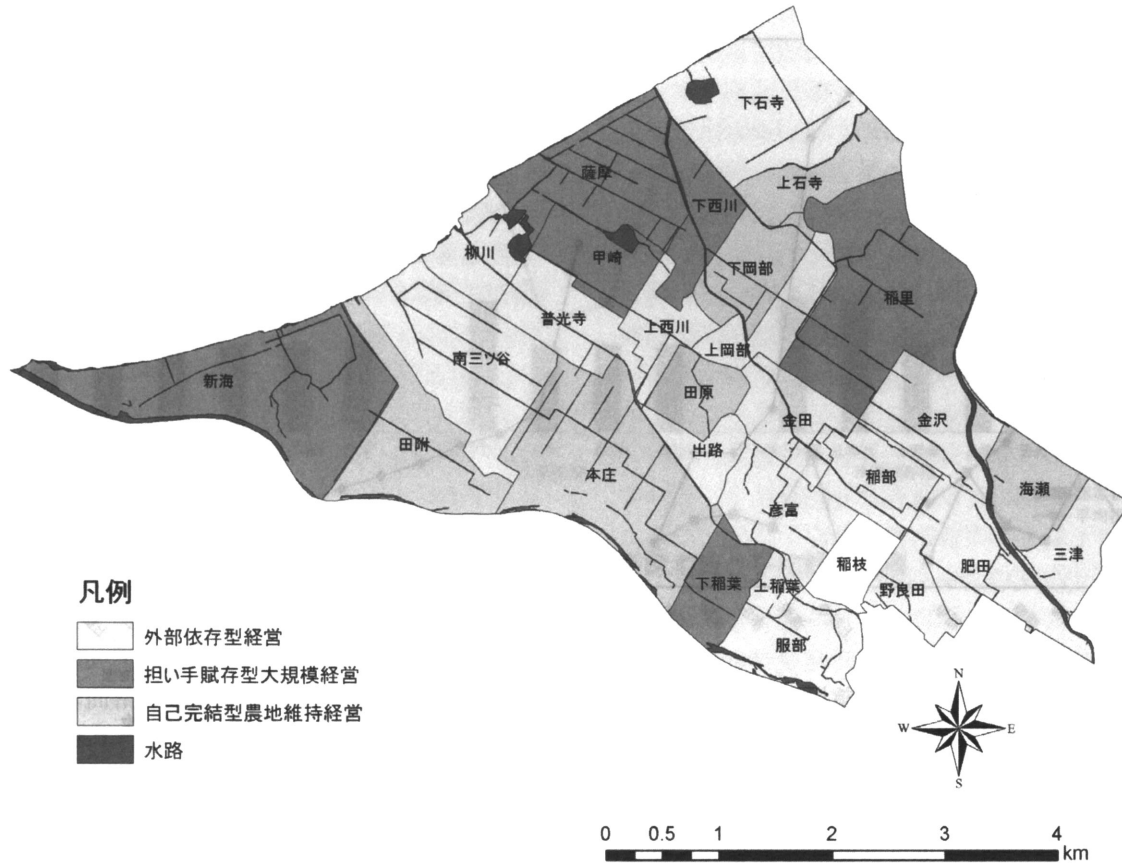 下石寺
上石寺
薩摩
下西川
柳川
甲崎
下岡部
稲里
普光寺
上西川
上岡部
南三ツ谷
新海
田原
金田
金沢
田附
出路
本庄
稲部
海瀬
彦富
三津
稲枝
肥田
下稲葉
上稲葉
野良田
服部
凡例
外部依存型経営
担い手賦存型大規模経営
自己完結型農地維持経営
水路
N
W
E
S
0 0.5 1 2 3 4
km